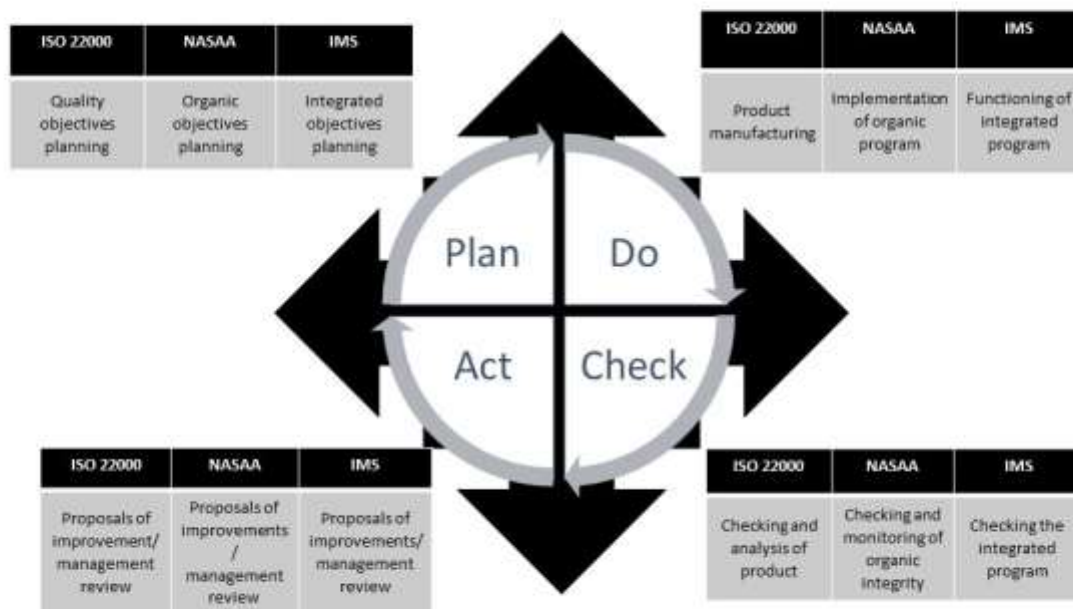 ISO 22000 NASAA IMS
Quality objectives planning
Organic objectives planning
Integrated objectives planning
ISO 22000 NASAA IMS
Product manufacturing
Implementation of organic program
Functioning of integrated program
Plan Do
Act Check
ISO 22000 NASAA IMS
Proposals of improvement/ management review
Proposals of improvements / management review
Proposals of improvements/ management review
ISO 22000 NASAA IMS
Checking and analysis of product
Checking and monitoring of organic integrity
Checking the integrated program